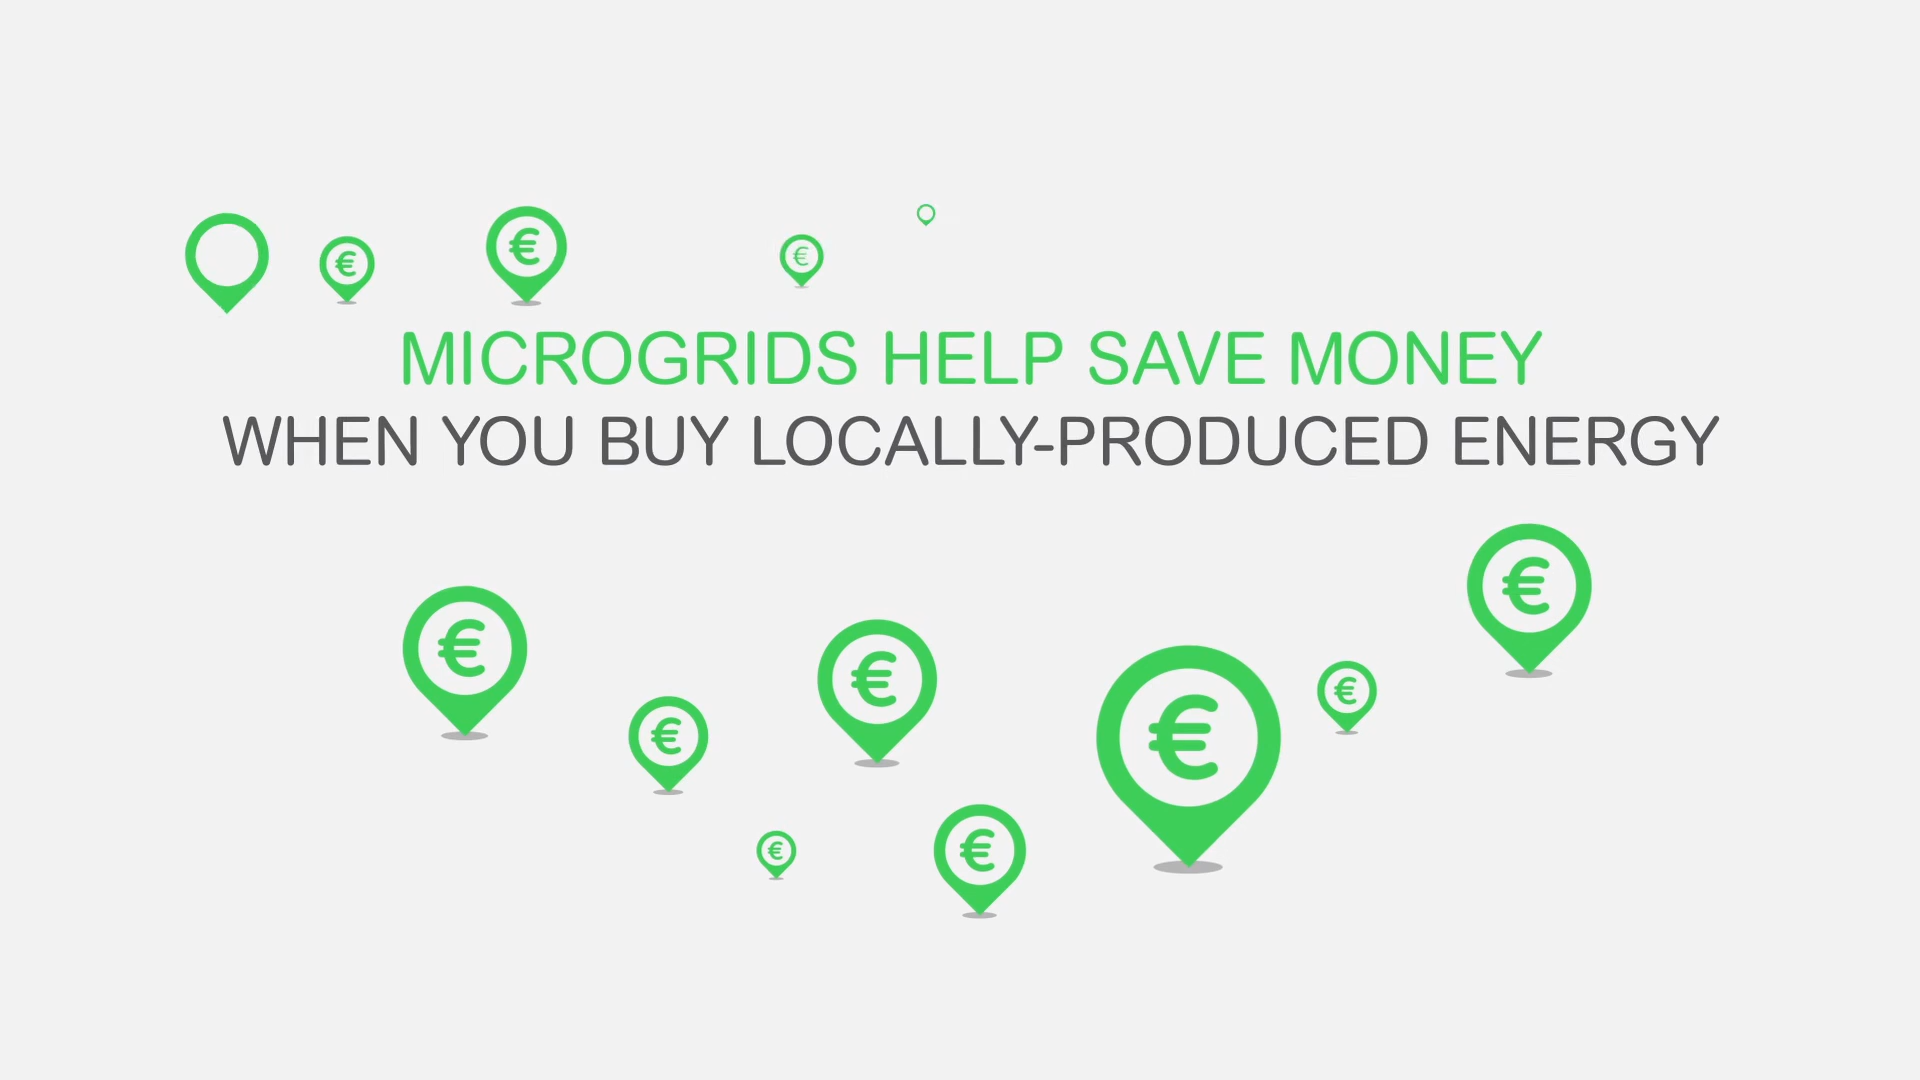 € € €
MICROGRIDS HELP SAVE MONEY
WHEN YOU BUY LOCALLY-PRODUCED ENERGY
€
€ € € €
€
€ €